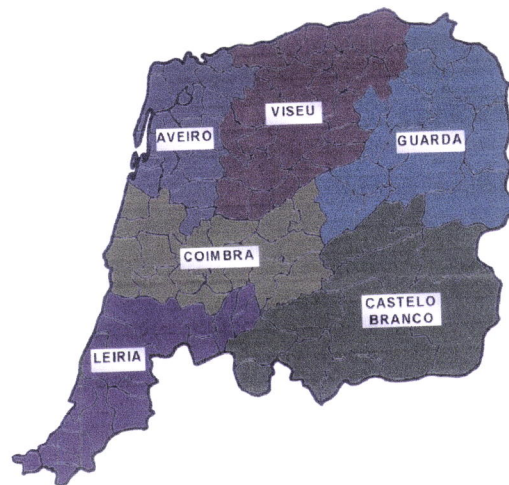 VISEU
AVEIRO
GUARDA
COIMBRA
CASTELO
BRANCO
LEIRIA